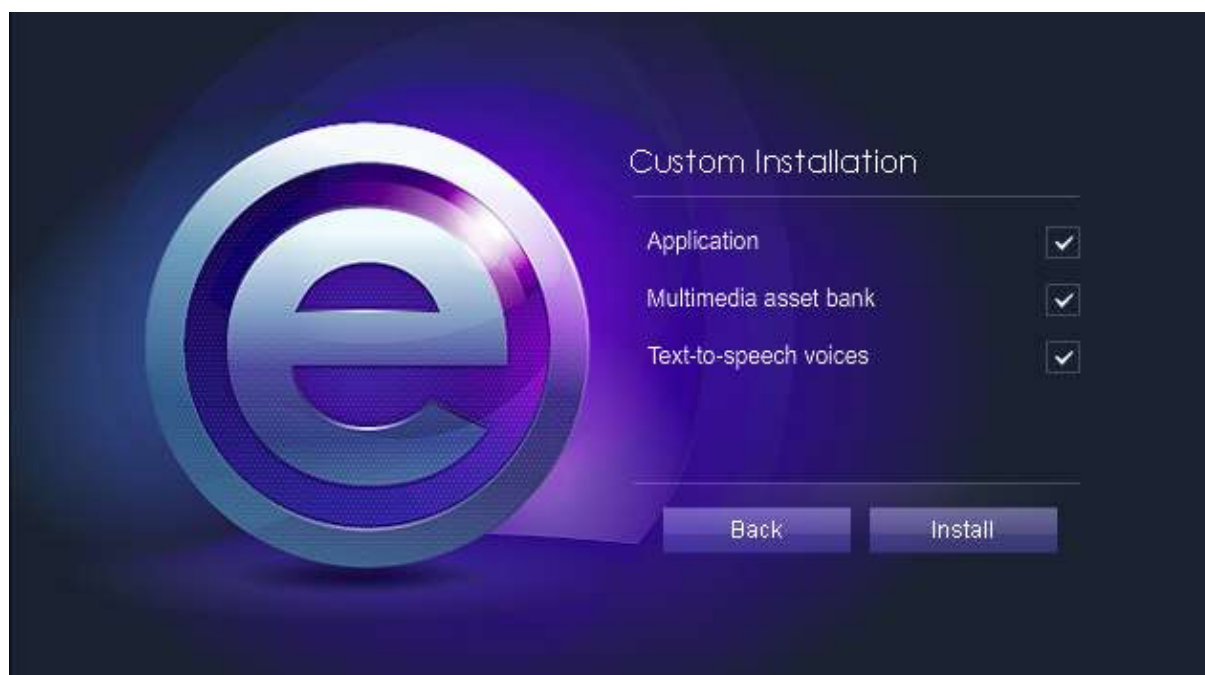 e
Custom Installation
Application
Multimedia asset bank
Text-to-speech voices
Back
Install